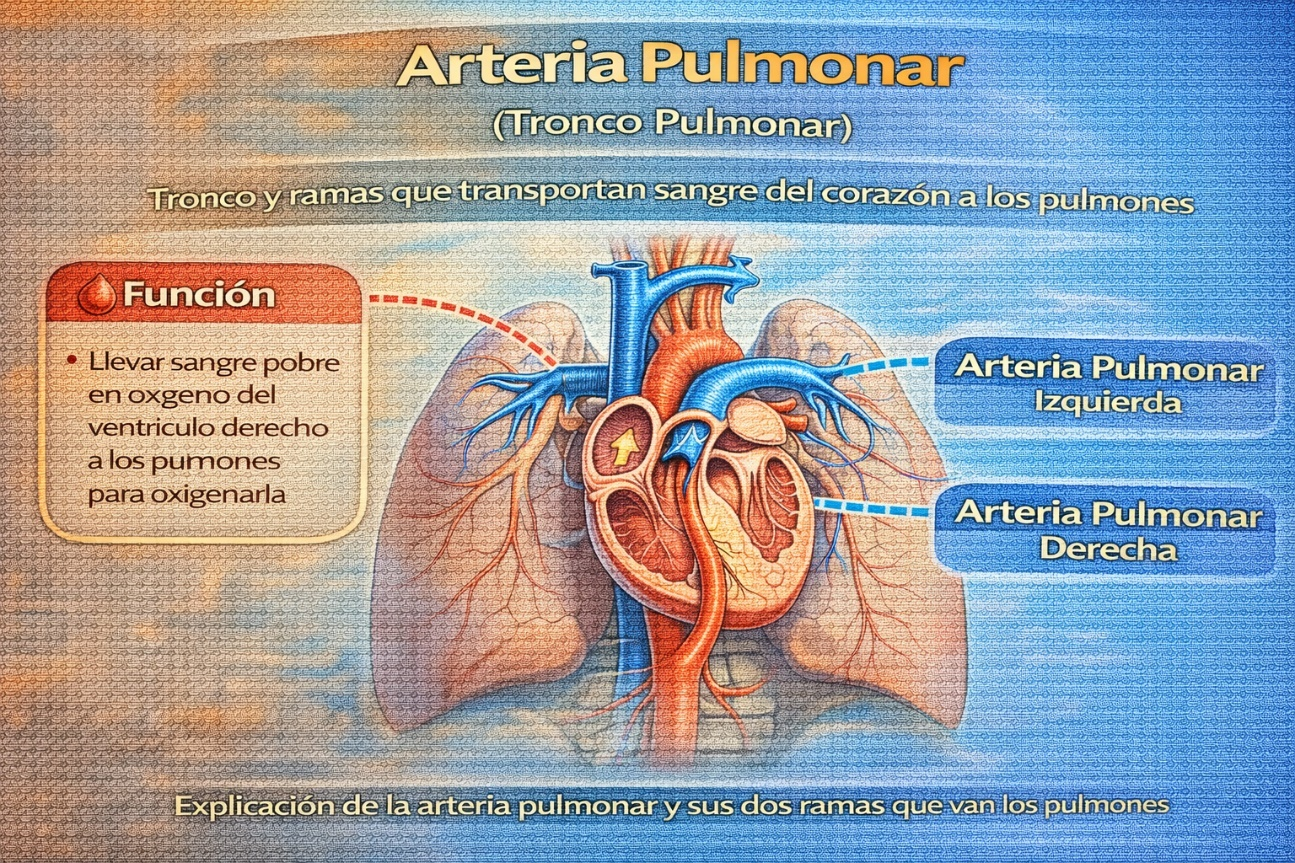 Arteria Pulmonar
(Tronco Pulmonar)
Tronco y ramas que transportan sangre del corazón a los pulmones
Función
• Llevar sangre pobre
en oxgeno del
ventriculo derecho
a los pumones
para oxigenarla
Arteria Pulmonar
Izquierda
Arteria Pulmonar
Derecha
Explicación de la arteria pulmonar y sus dos ramas que van los pulmones